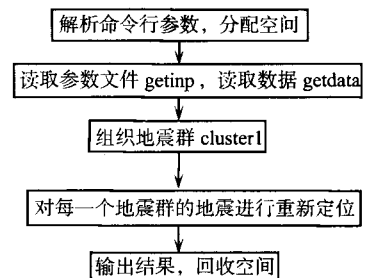 解析命令行参数，分配空间
读取参数文件 getinp，读取数据 getdata
组织地震群 cluster1
对每一个地震群的地震进行重新定位
输出结果，回收空间